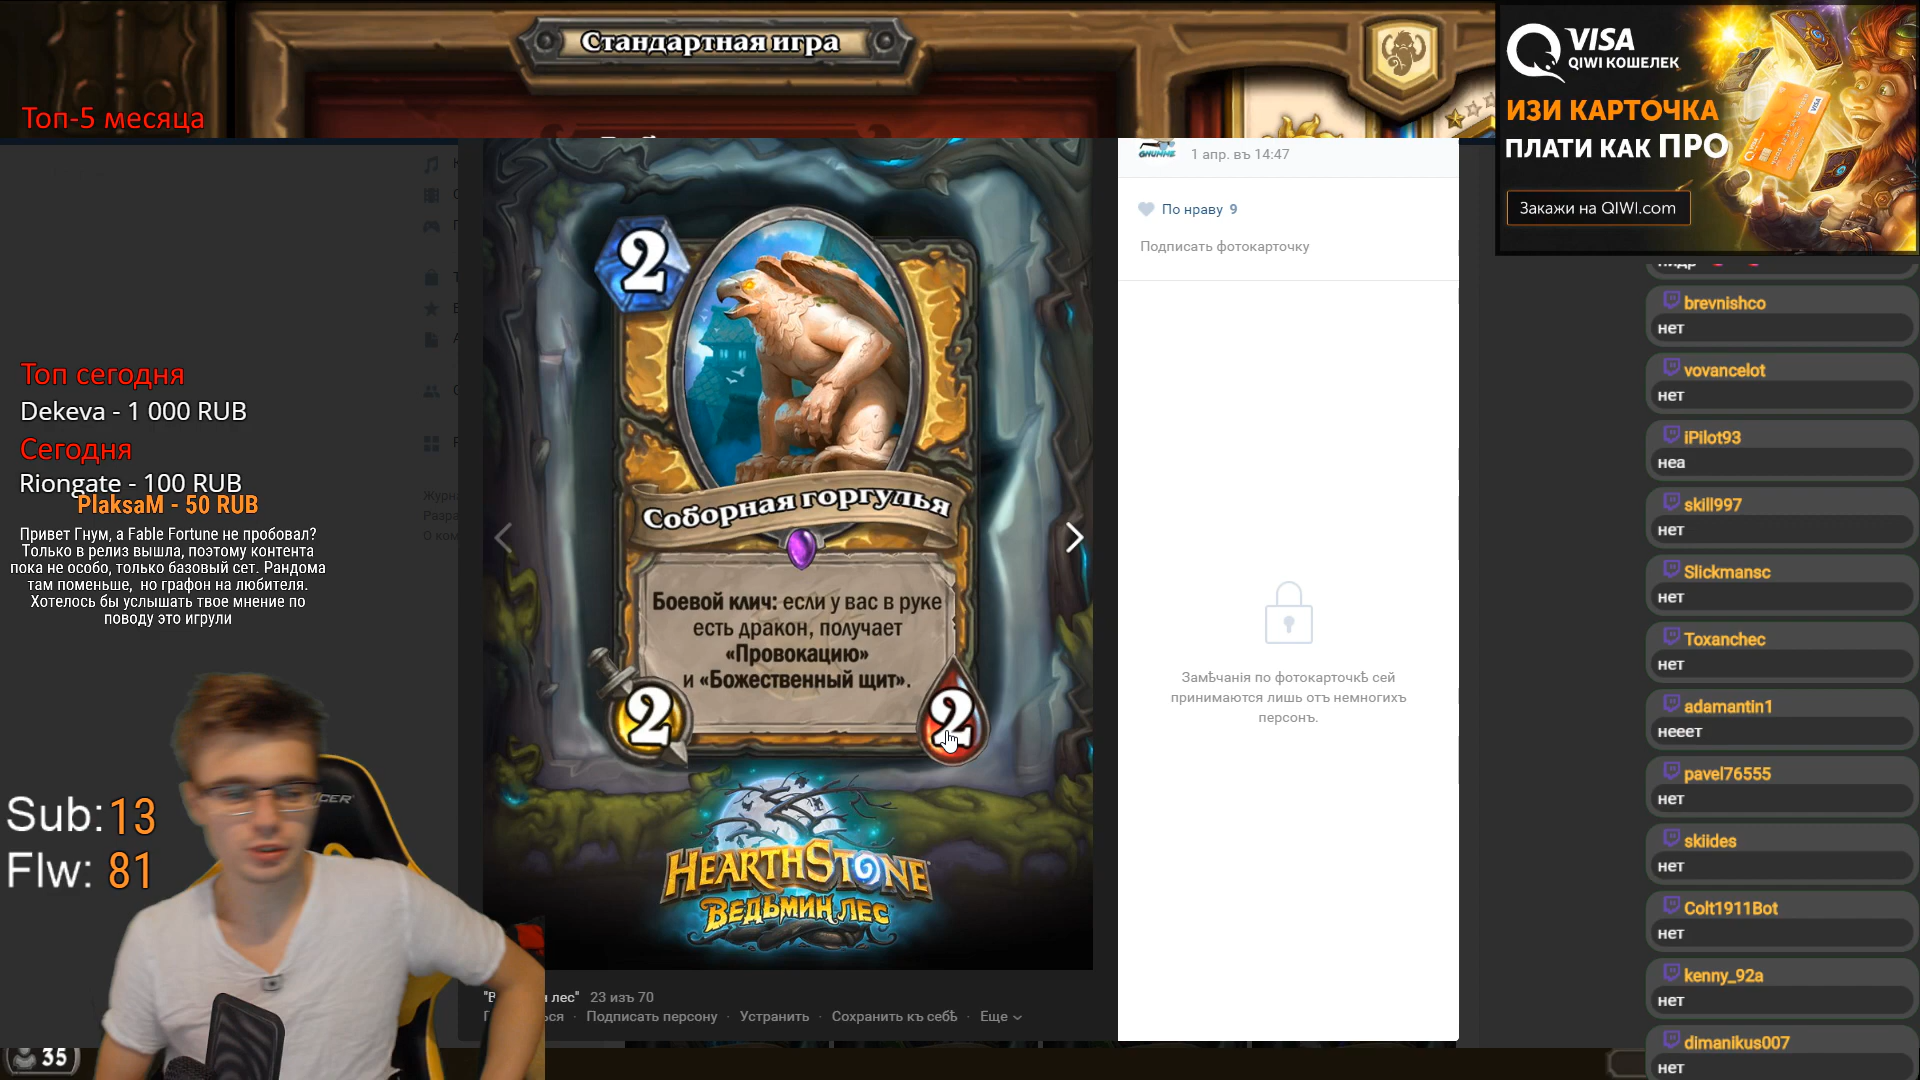 Стандартная игра
Топ-5 месяца
VISA
QIWI КОШЕЛЕК
ИЗИ КАРТОЧКА
ПЛАТИ КАК ПРО
Закажи на QIWI.com
1 апр. въ 14:47
По нраву 9
Подписать фотокарточку
2
Соборная горгулья
Боевой клич: если у вас в руке
есть дракон, получает
«Провокацию»
и «Божественный щит».
2
2
HEARTHSTONE
ВЕДЬМИН ЛЕС
Замѣчанія по фотокарточкѣ сей
принимаются лишь отъ немногихъ
персонъ.
Топ сегодня
Dekeva - 1 000 RUB
Сегодня
Riongate - 100 RUB
PlaksaM - 50 RUB
Привет Гнум, а Fable Fortune не пробовал?
Только в релиз вышла, поэтому контента
пока не особо, только базовый сет. Рандома
там поменьше, но графон на любителя.
Хотелось бы услышать твое мнение по
поводу это игрули
Sub: 13
Flw: 81
35
лес" 23 изъ 70
Подписать персону · Устранить · Сохранить къ себѣ · Еще
brevnishco
нет
vovancelot
нет
iPilot93
неа
skill997
нет
Slickmansc
нет
Toxanchec
нет
adamantin1
нееет
pavel76555
нет
skiides
нет
Colt1911Bot
нет
kenny_92a
нет
dimanikus007
нет